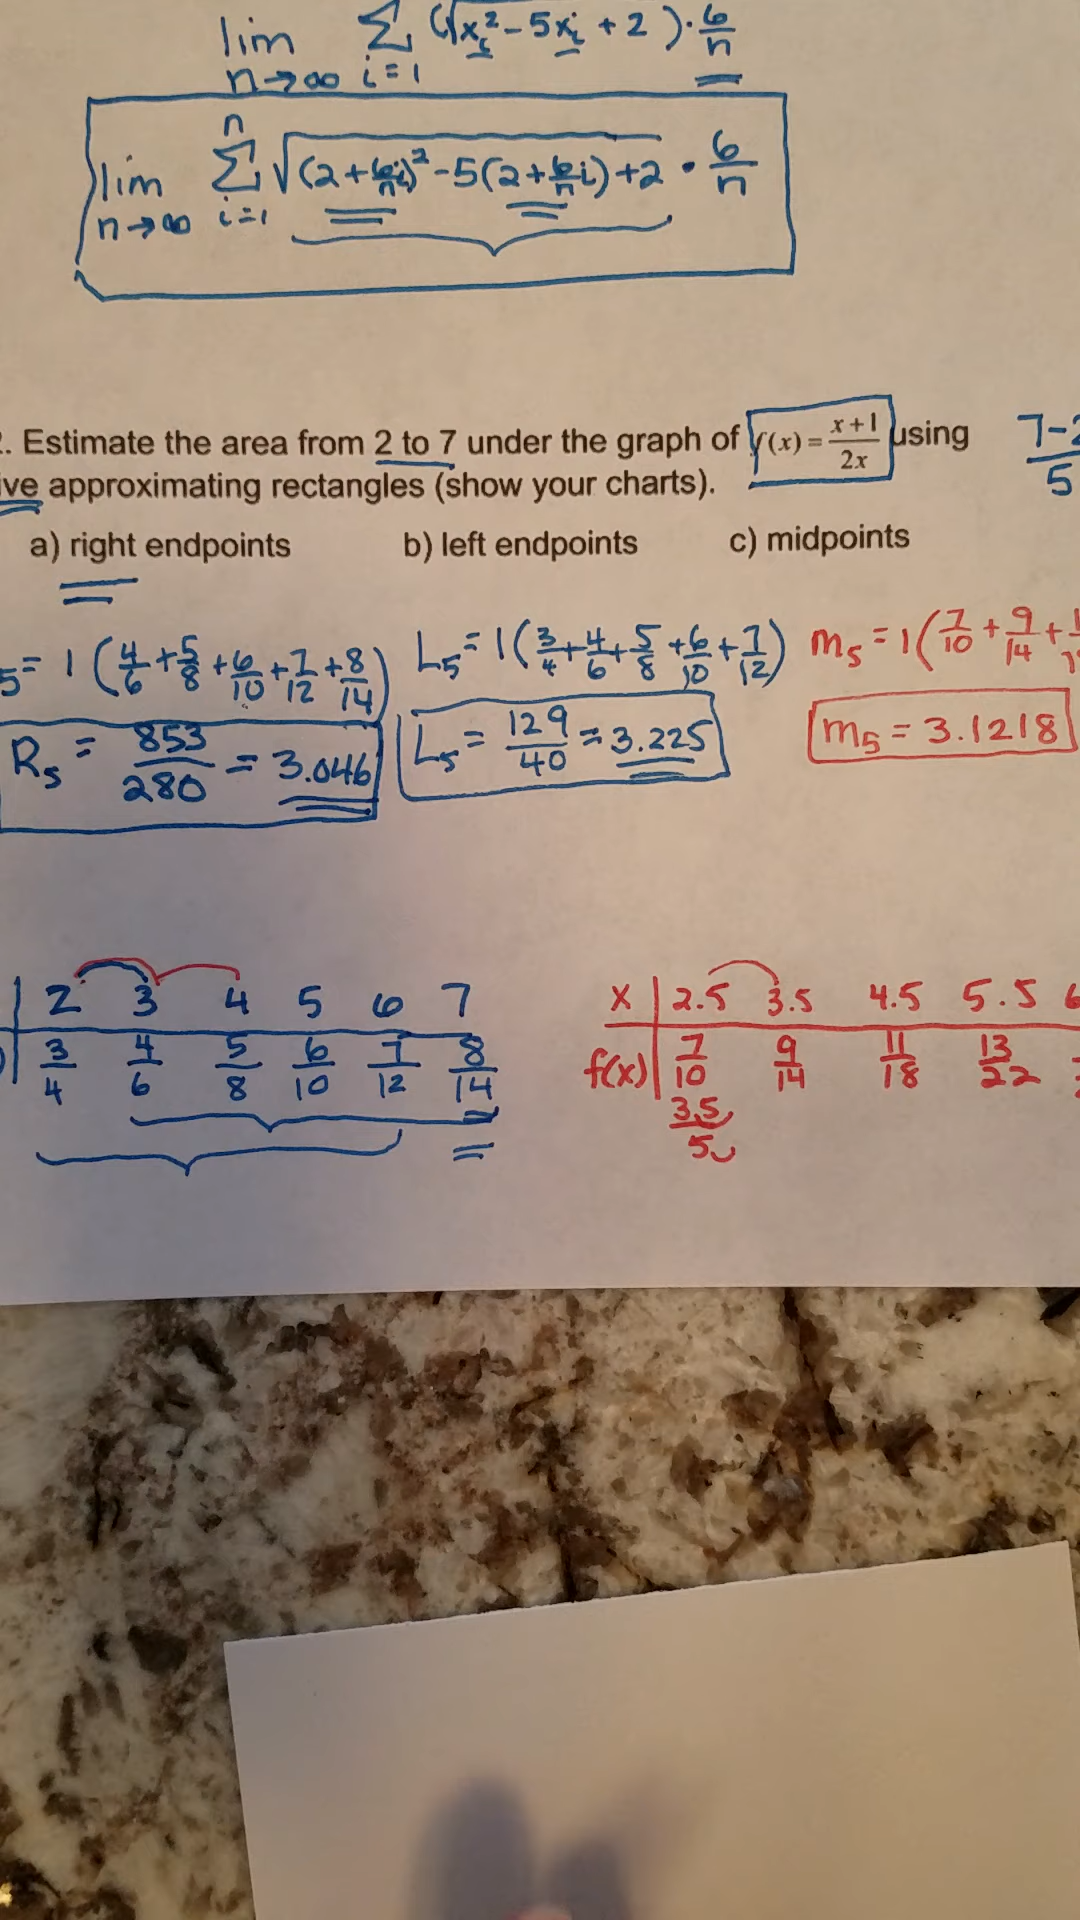 lim Σ (√x_i² - 5x_i + 2) · 6/n
n→∞ i=1
n
lim Σ √(2+6/n i)² - 5(2+6/n i) + 2 · 6/n
n→∞ i=1
. Estimate the area from 2 to 7 under the graph of f(x) = x+1/2x using
ive approximating rectangles (show your charts).
7-2/5
a) right endpoints b) left endpoints c) midpoints
5 = 1 (4/6 + 5/8 + 6/10 + 7/12 + 8/14) L₅ = 1 (3/4 + 4/6 + 5/8 + 6/10 + 7/12) m₅ = 1 (7/10 + 9/14 +
R₅ = 853/280 = 3.046 L₅ = 129/40 = 3.225 m₅ = 3.1218
2 3 4 5 6 7
3/4 4/6 5/8 6/10 7/12 8/14
x 2.5 3.5 4.5 5.5 6
f(x) 7/10 9/14 11/18 13/22
3.5/5